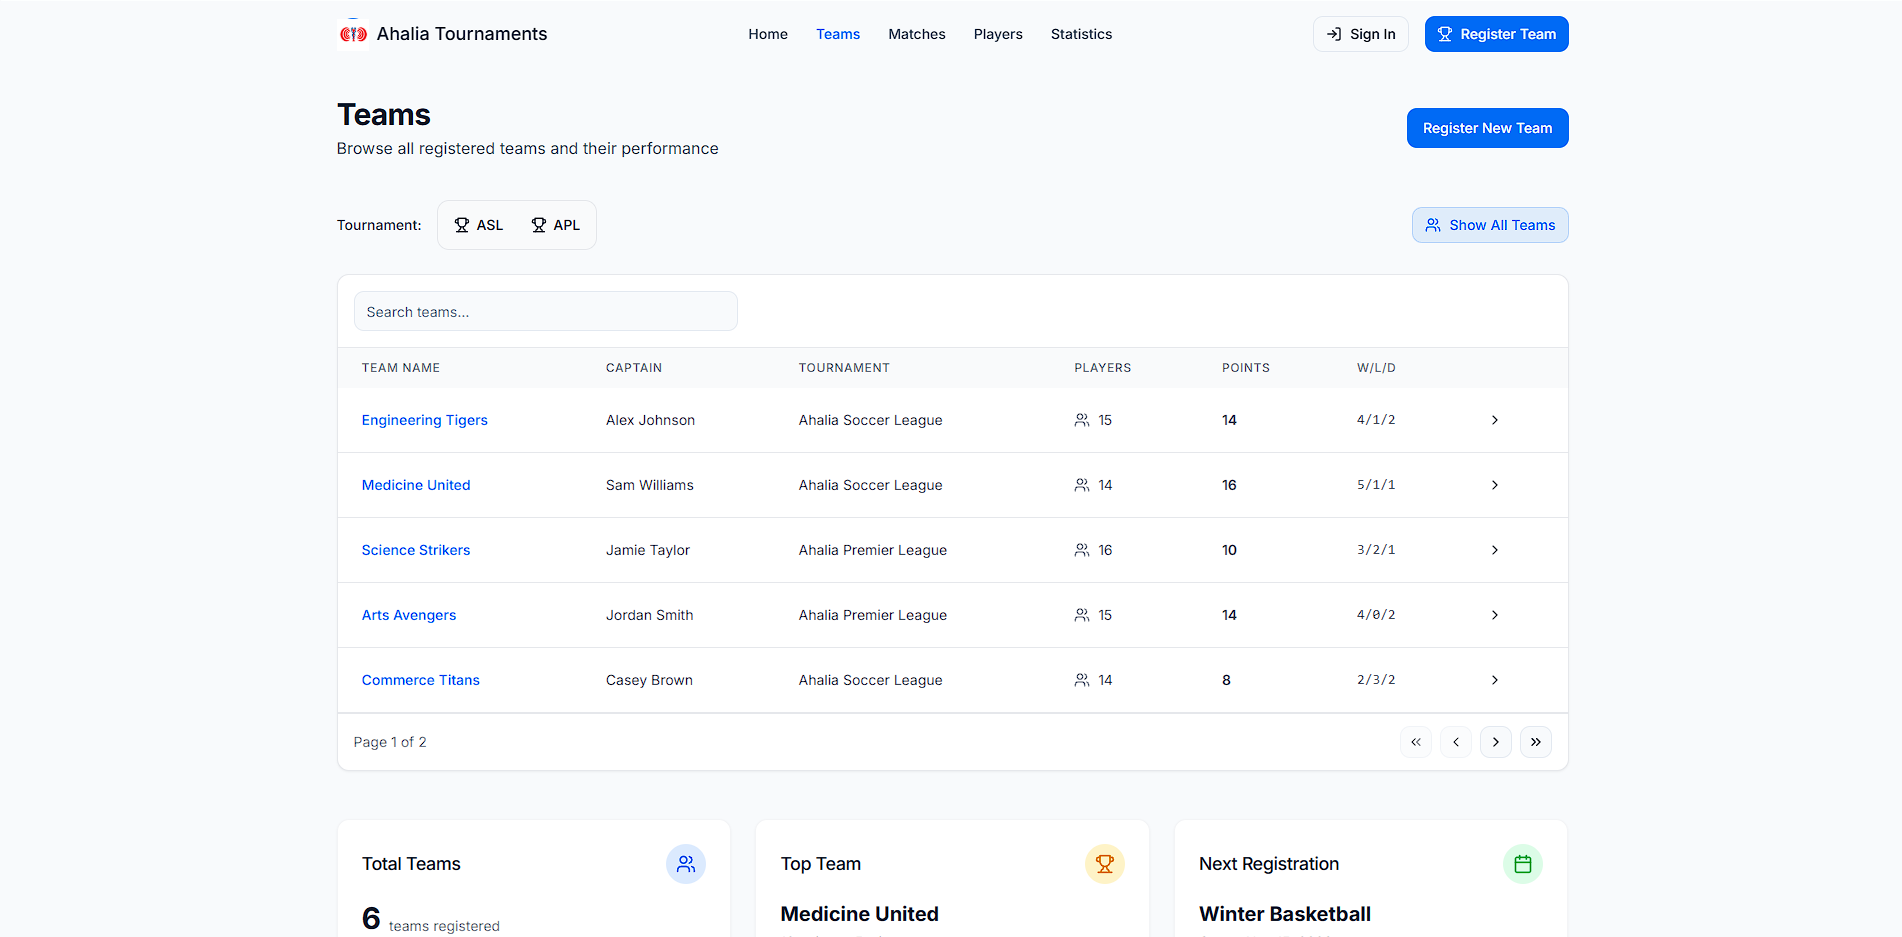 Ahalia Tournaments
Home Teams Matches Players Statistics
Sign In
Register Team
Teams
Browse all registered teams and their performance
Register New Team
Tournament: ASL APL
Show All Teams
Search teams...
TEAM NAME CAPTAIN TOURNAMENT PLAYERS POINTS W/L/D
Engineering Tigers Alex Johnson Ahalia Soccer League 15 14 4/1/2
Medicine United Sam Williams Ahalia Soccer League 14 16 5/1/1
Science Strikers Jamie Taylor Ahalia Premier League 16 10 3/2/1
Arts Avengers Jordan Smith Ahalia Premier League 15 14 4/0/2
Commerce Titans Casey Brown Ahalia Soccer League 14 8 2/3/2
Page 1 of 2
Total Teams
6 teams registered
Top Team
Medicine United
Next Registration
Winter Basketball